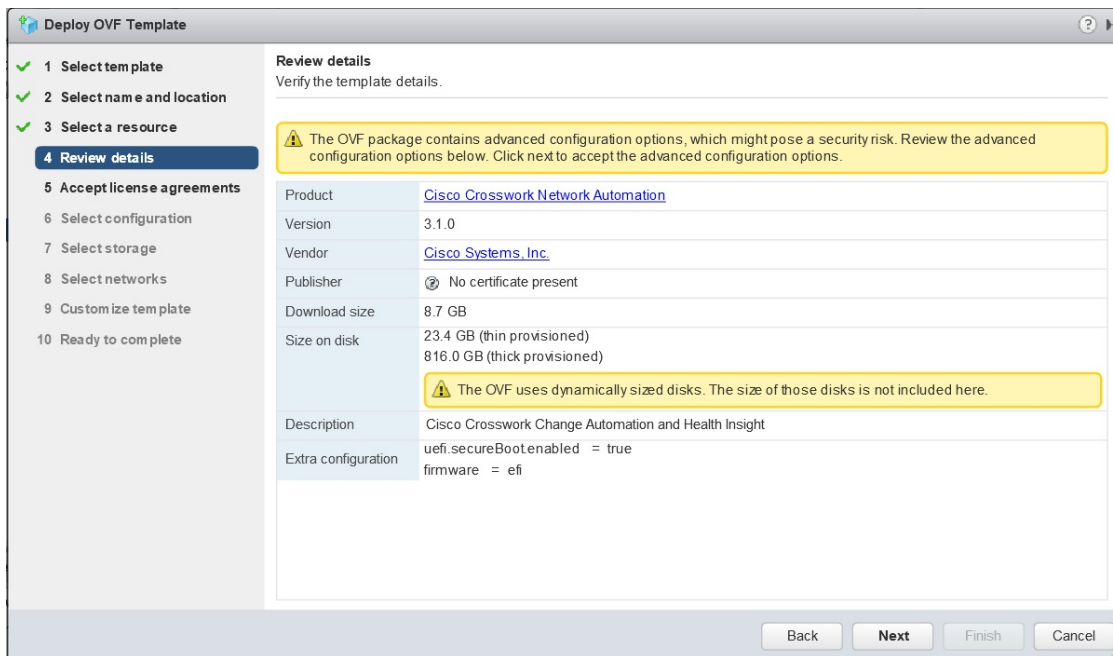 Deploy OVF Template
1 Select template
2 Select name and location
3 Select a resource
4 Review details
5 Accept license agreements
6 Select configuration
7 Select storage
8 Select networks
9 Customize template
10 Ready to complete
Review details
Verify the template details.
The OVF package contains advanced configuration options, which might pose a security risk. Review the advanced
configuration options below. Click next to accept the advanced configuration options.
Product Cisco Crosswork Network Automation
Version 3.1.0
Vendor Cisco Systems, Inc.
Publisher No certificate present
Download size 8.7 GB
Size on disk 23.4 GB (thin provisioned)
816.0 GB (thick provisioned)
The OVF uses dynamically sized disks. The size of those disks is not included here.
Description Cisco Crosswork Change Automation and Health Insight
Extra configuration uefi.secureBoot.enabled = true
firmware = efi
Back Next Finish Cancel